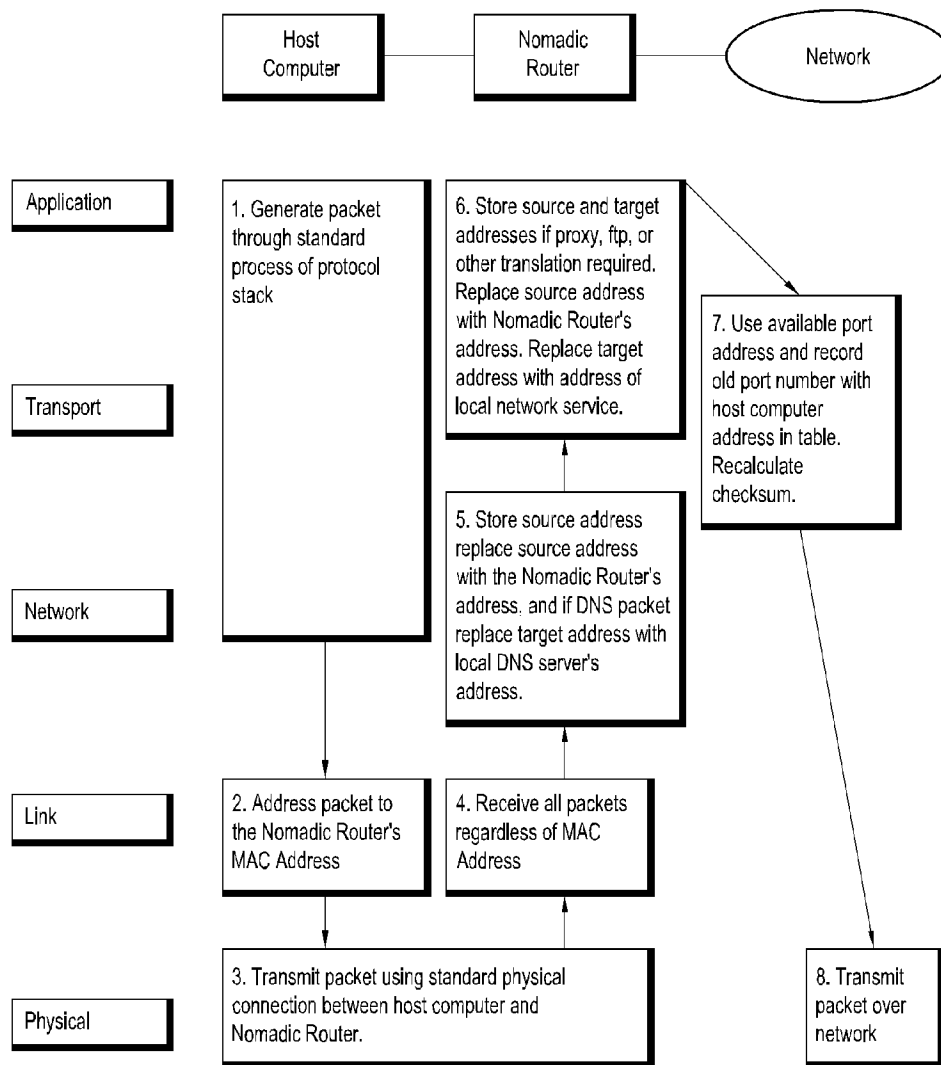 Host
Computer
Nomadic
Router
Network
Application
1. Generate packet
through standard
process of protocol
stack
6. Store source and target
addresses if proxy, ftp, or
other translation required.
Replace source address
with Nomadic Router's
address. Replace target
address with address of
local network service.
7. Use available port
address and record
old port number with
host computer
address in table.
Recalculate
checksum.
Transport
5. Store source address
replace source address
with the Nomadic Router's
address, and if DNS packet
replace target address with
local DNS server's
address.
Network
Link
2. Address packet to
the Nomadic Router's
MAC Address
4. Receive all packets
regardless of MAC
Address
Physical
3. Transmit packet using standard physical
connection between host computer and
Nomadic Router.
8. Transmit
packet over
network